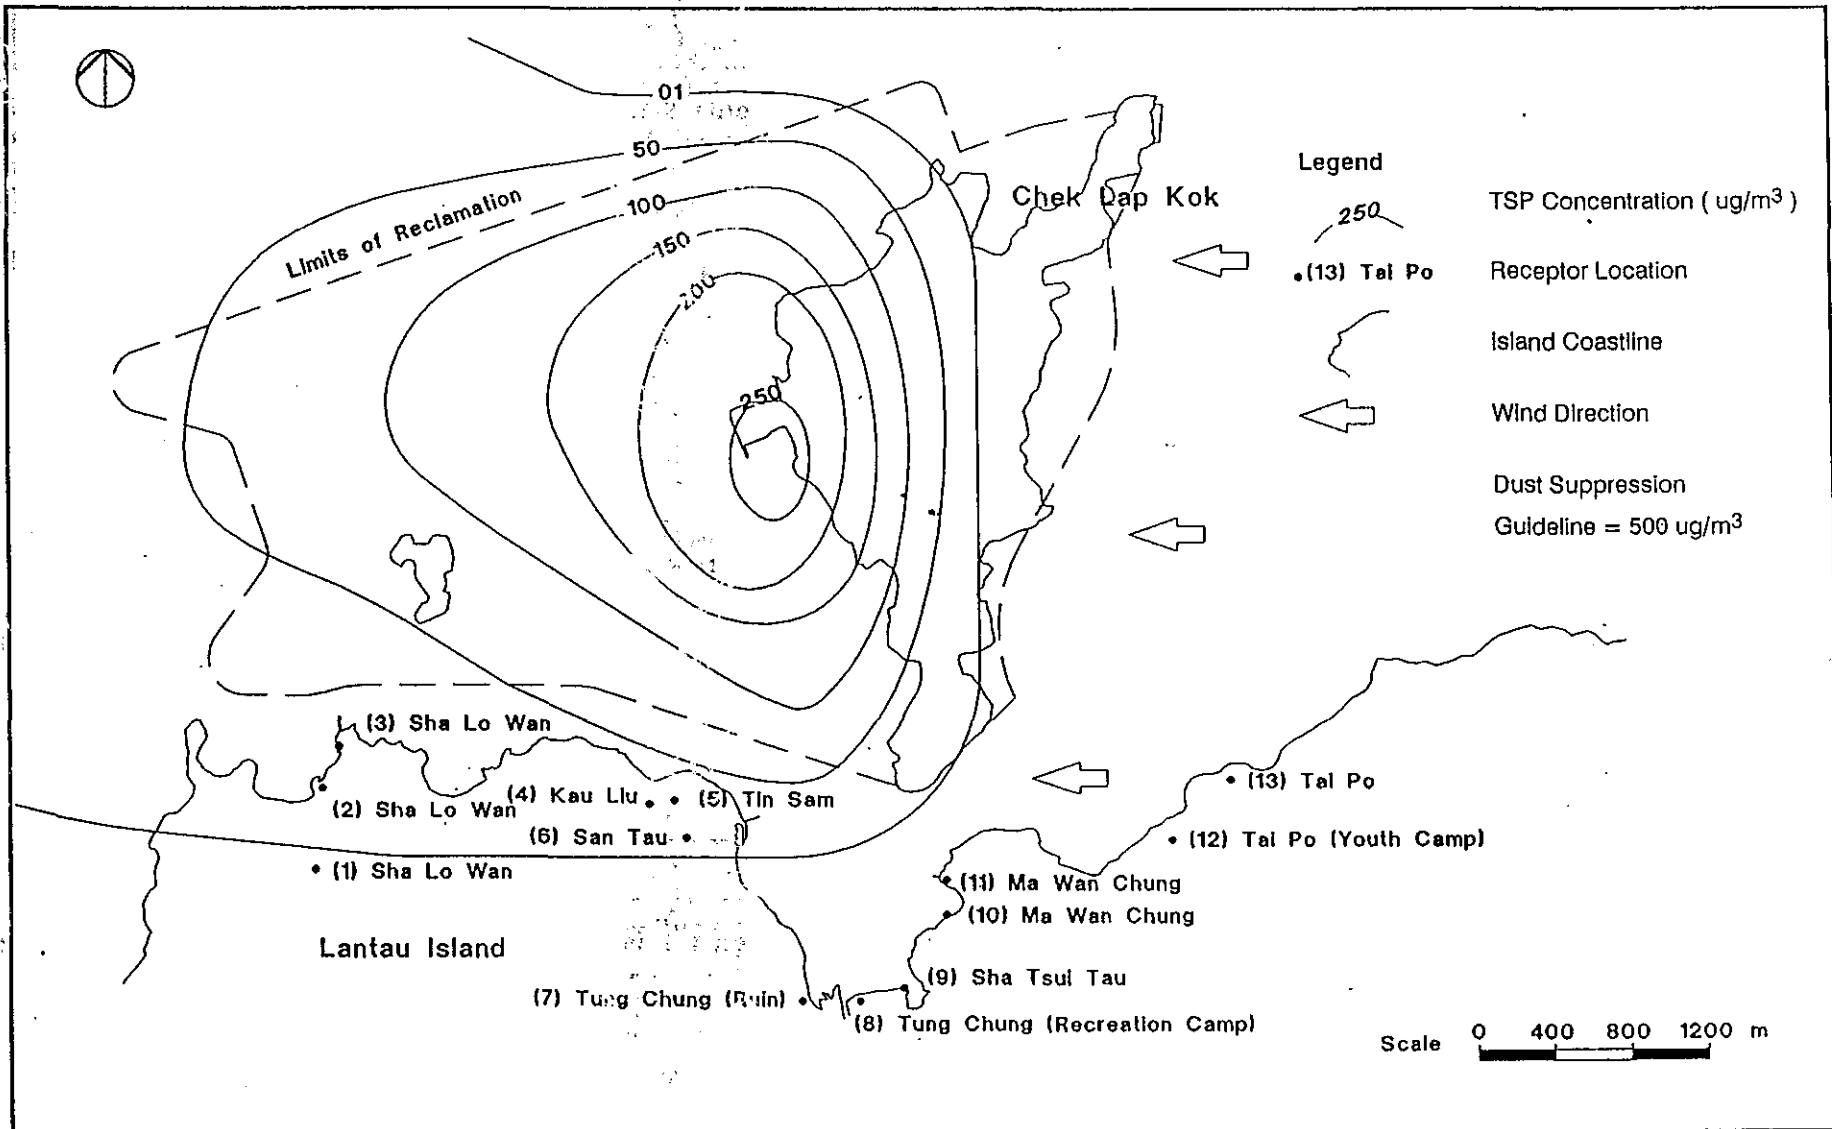 01
50
100
150
200
250
Limits of Reclamation
Chek Lap Kok
Legend
250
TSP Concentration ( ug/m³ )
•(13) Tai Po
Receptor Location
Island Coastline
Wind Direction
Dust Suppression
Guideline = 500 ug/m³
(3) Sha Lo Wan
(2) Sha Lo Wan
(4) Kau Liu
(5) Tin Sam
(6) San Tau
(1) Sha Lo Wan
(13) Tai Po
(12) Tai Po (Youth Camp)
(11) Ma Wan Chung
(10) Ma Wan Chung
Lantau Island
(9) Sha Tsui Tau
(7) Tung Chung (Ruin)
(8) Tung Chung (Recreation Camp)
Scale 0 400 800 1200 m